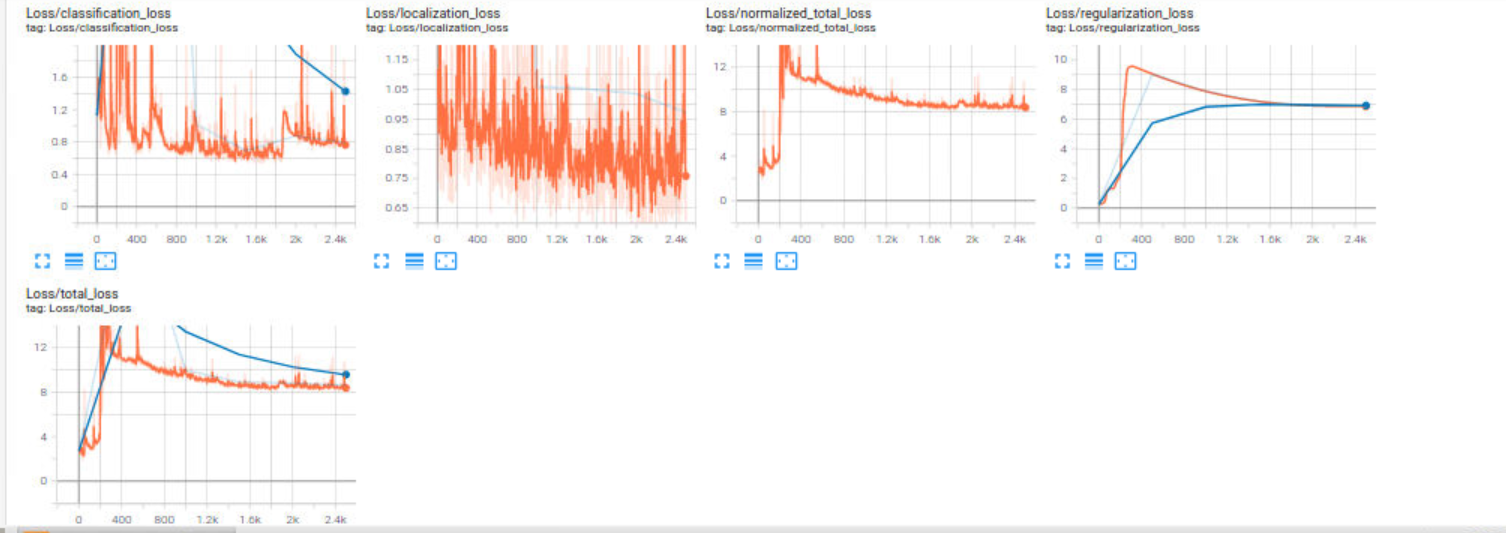 Loss/classification_loss
tag: Loss/classification_loss
1.6
1.2
0.8
0.4
0
0 400 800 1.2k 1.6k 2k 2.4k
Loss/localization_loss
tag: Loss/localization_loss
1.15
1.05
0.95
0.85
0.75
0.65
0 400 800 1.2k 1.6k 2k 2.4k
Loss/normalized_total_loss
tag: Loss/normalized_total_loss
12
8
4
0
0 400 800 1.2k 1.6k 2k 2.4k
Loss/regularization_loss
tag: Loss/regularization_loss
10
8
6
4
2
0
0 400 800 1.2k 1.6k 2k 2.4k
Loss/total_loss
tag: Loss/total_loss
12
8
4
0
0 400 800 1.2k 1.6k 2k 2.4k